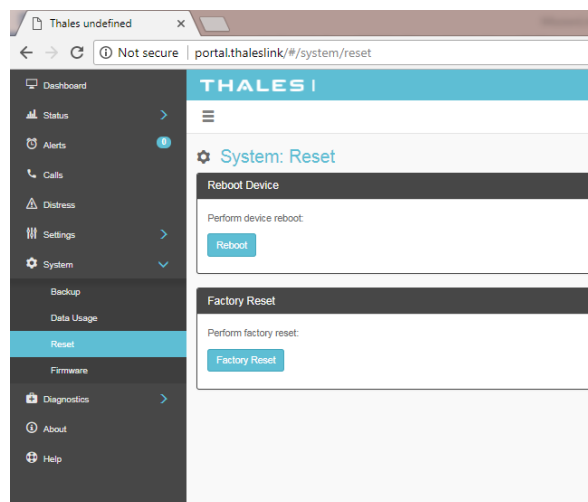 Thales undefined
Not secure | portal.thaleslink/#/system/reset
Dashboard
Status
Alerts 0
Calls
Distress
Settings
System
Backup
Data Usage
Reset
Firmware
Diagnostics
About
Help
THALES
System: Reset
Reboot Device
Perform device reboot:
Reboot
Factory Reset
Perform factory reset:
Factory Reset